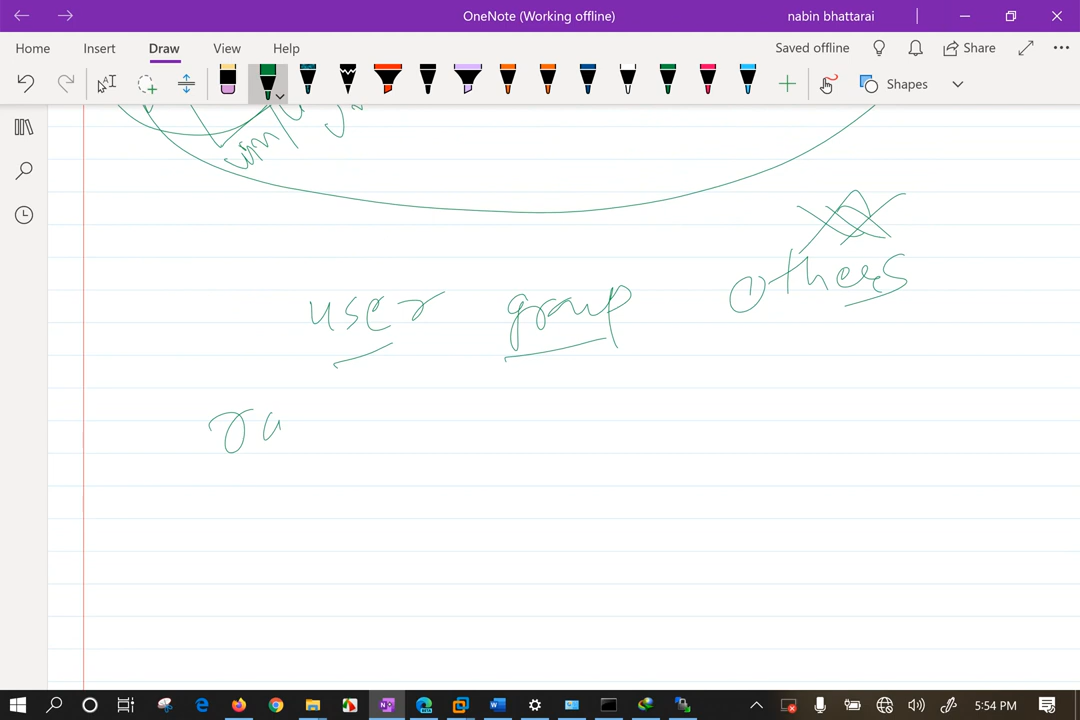 OneNote (Working offline)
nabin bhattarai
Home Insert Draw View Help
Saved offline
Share
Shapes
user group others
5:54 PM